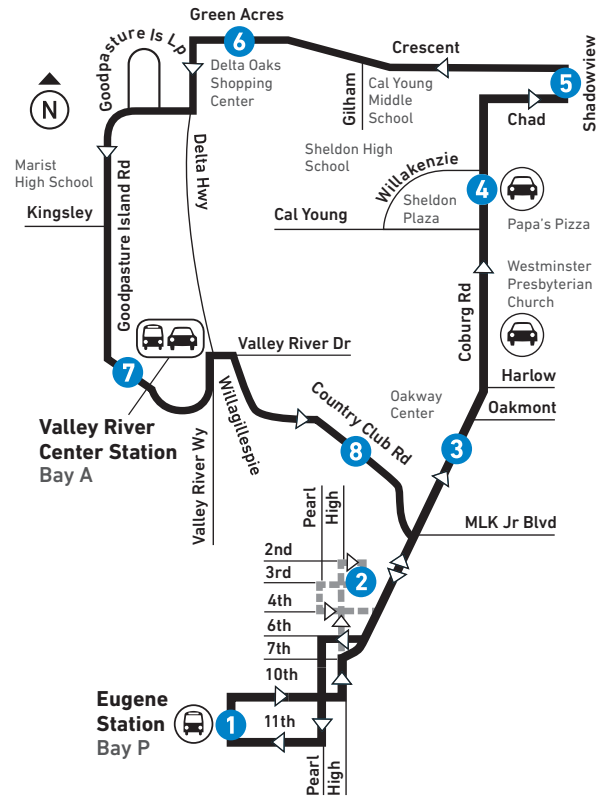 Green Acres
6
Crescent
Goodpasture Is Lp
Delta Oaks
Shopping
Center
Gilham
Cal Young
Middle
School
5
Shadowview
N
Chad
Delta Hwy
Sheldon High
School
Willakenzie
4
Marist
High School
Kingsley
Goodpasture Island Rd
Sheldon
Plaza
Cal Young
Papa's Pizza
Westminster
Presbyterian
Church
Coburg Rd
Valley River Dr
7
Harlow
Willagillespie
Country Club Rd
Oakway
Center
Oakmont
Valley River
Center Station
Bay A
3
8
Valley River Wy
Pearl
High
MLK Jr Blvd
2nd
3rd
2
4th
6th
7th
10th
Eugene
Station
Bay P
1
11th
Pearl
High